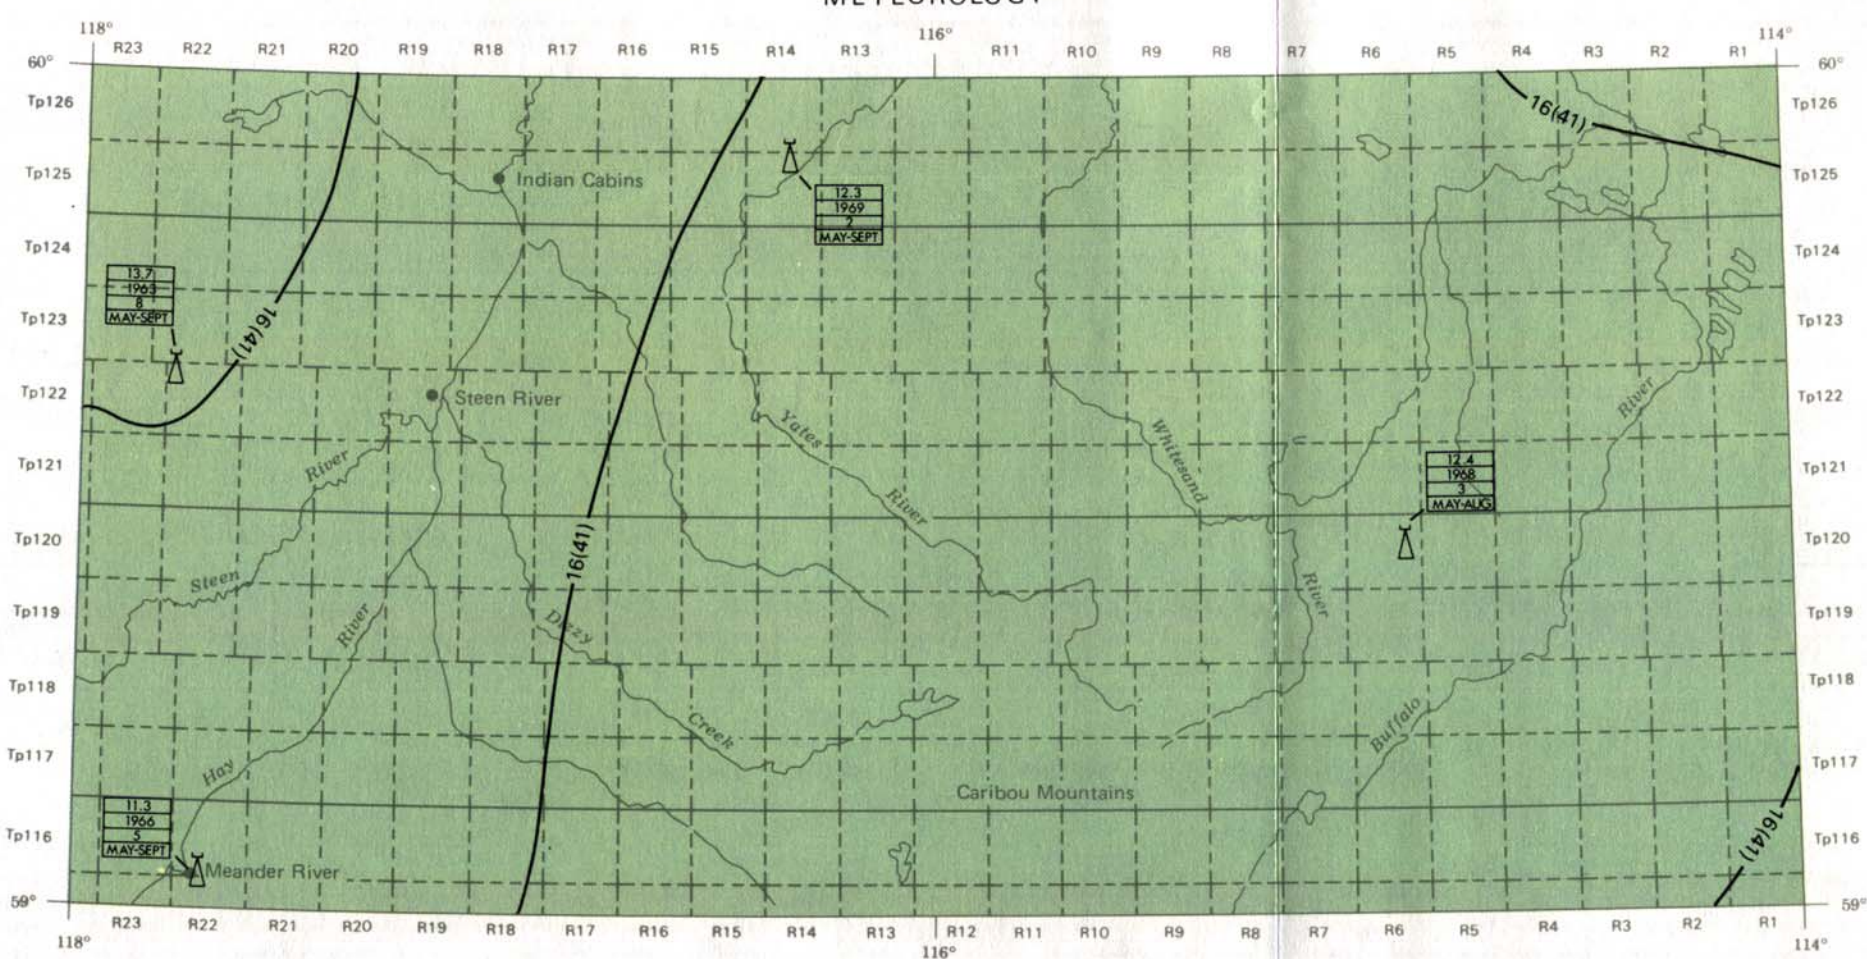 METEOROLOGY
118° 116° 114°
R23 R22 R21 R20 R19 R18 R17 R16 R15 R14 R13 R11 R10 R9 R8 R7 R6 R5 R4 R3 R2 R1
60° 60°
Tp126 Tp126
16(41)
Tp125 Indian Cabins Tp125
12.3
1969
2
MAY-SEPT
Tp124 Tp124
13.7
1963
8
MAY-SEPT
Tp123 Tp123
16(41)
Tp122 Steen River Tp122
River
Yates
River
Whitesand
River
Tp121 Tp121
River
12.4
1968
3
MAY-AUG
Tp120 Tp120
16(41)
Steen
Tp119 Tp119
River
Dizzy
Creek
Tp118 Tp118
Buffalo
Hay
Tp117 Tp117
Caribou Mountains
11.3
1966
5
MAY-SEPT
Tp116 Tp116
16(41)
Meander River
59° 59°
R23 R22 R21 R20 R19 R18 R17 R16 R15 R14 R13 R12 R11 R10 R9 R8 R7 R6 R5 R4 R3 R2 R1
118° 116° 114°